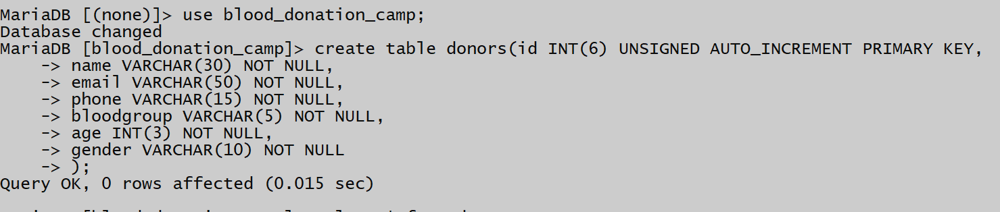 MariaDB [(none)]> use blood_donation_camp;
Database changed
MariaDB [blood_donation_camp]> create table donors(id INT(6) UNSIGNED AUTO_INCREMENT PRIMARY KEY,
    -> name VARCHAR(30) NOT NULL,
    -> email VARCHAR(50) NOT NULL,
    -> phone VARCHAR(15) NOT NULL,
    -> bloodgroup VARCHAR(5) NOT NULL,
    -> age INT(3) NOT NULL,
    -> gender VARCHAR(10) NOT NULL
    -> );
Query OK, 0 rows affected (0.015 sec)